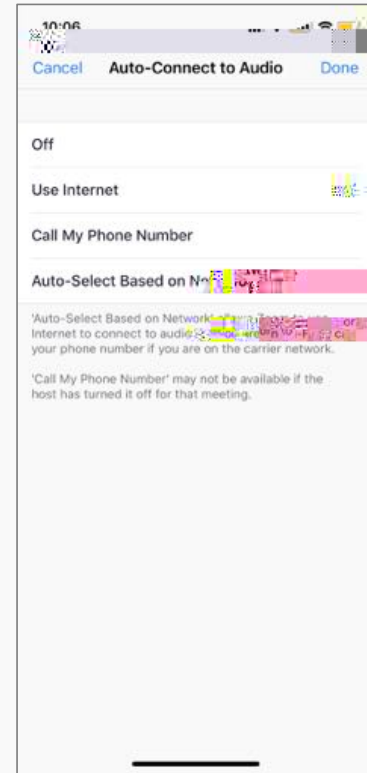 10:06
Cancel Auto-Connect to Audio Done
Off
Use Internet
Call My Phone Number
Auto-Select Based on
'Auto-Select Based on Network'
Internet to connect to audio
your phone number if you are on the carrier network.
'Call My Phone Number' may not be available if the
host has turned it off for that meeting.